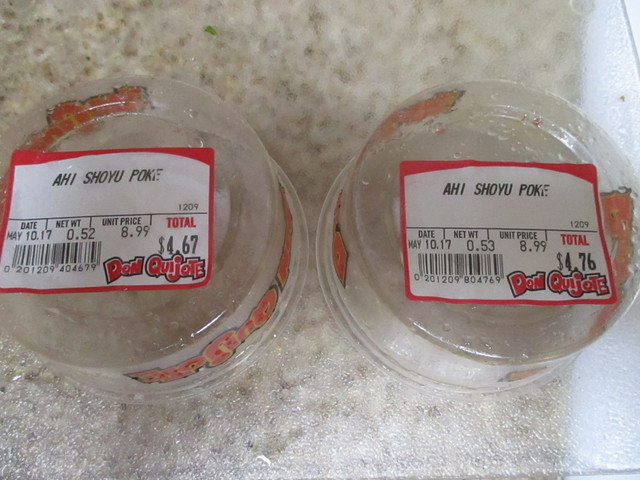 AHI SHOYU POKE
1209
DATE NET WT UNIT PRICE TOTAL
MAY 10.17 0.52 8.99 $4.67
0 201209 404679
DON QUIJOTE
AHI SHOYU POKE
1209
DATE NET WT UNIT PRICE TOTAL
MAY 10.17 0.53 8.99 $4.76
0 201209 804769
DON QUIJOTE